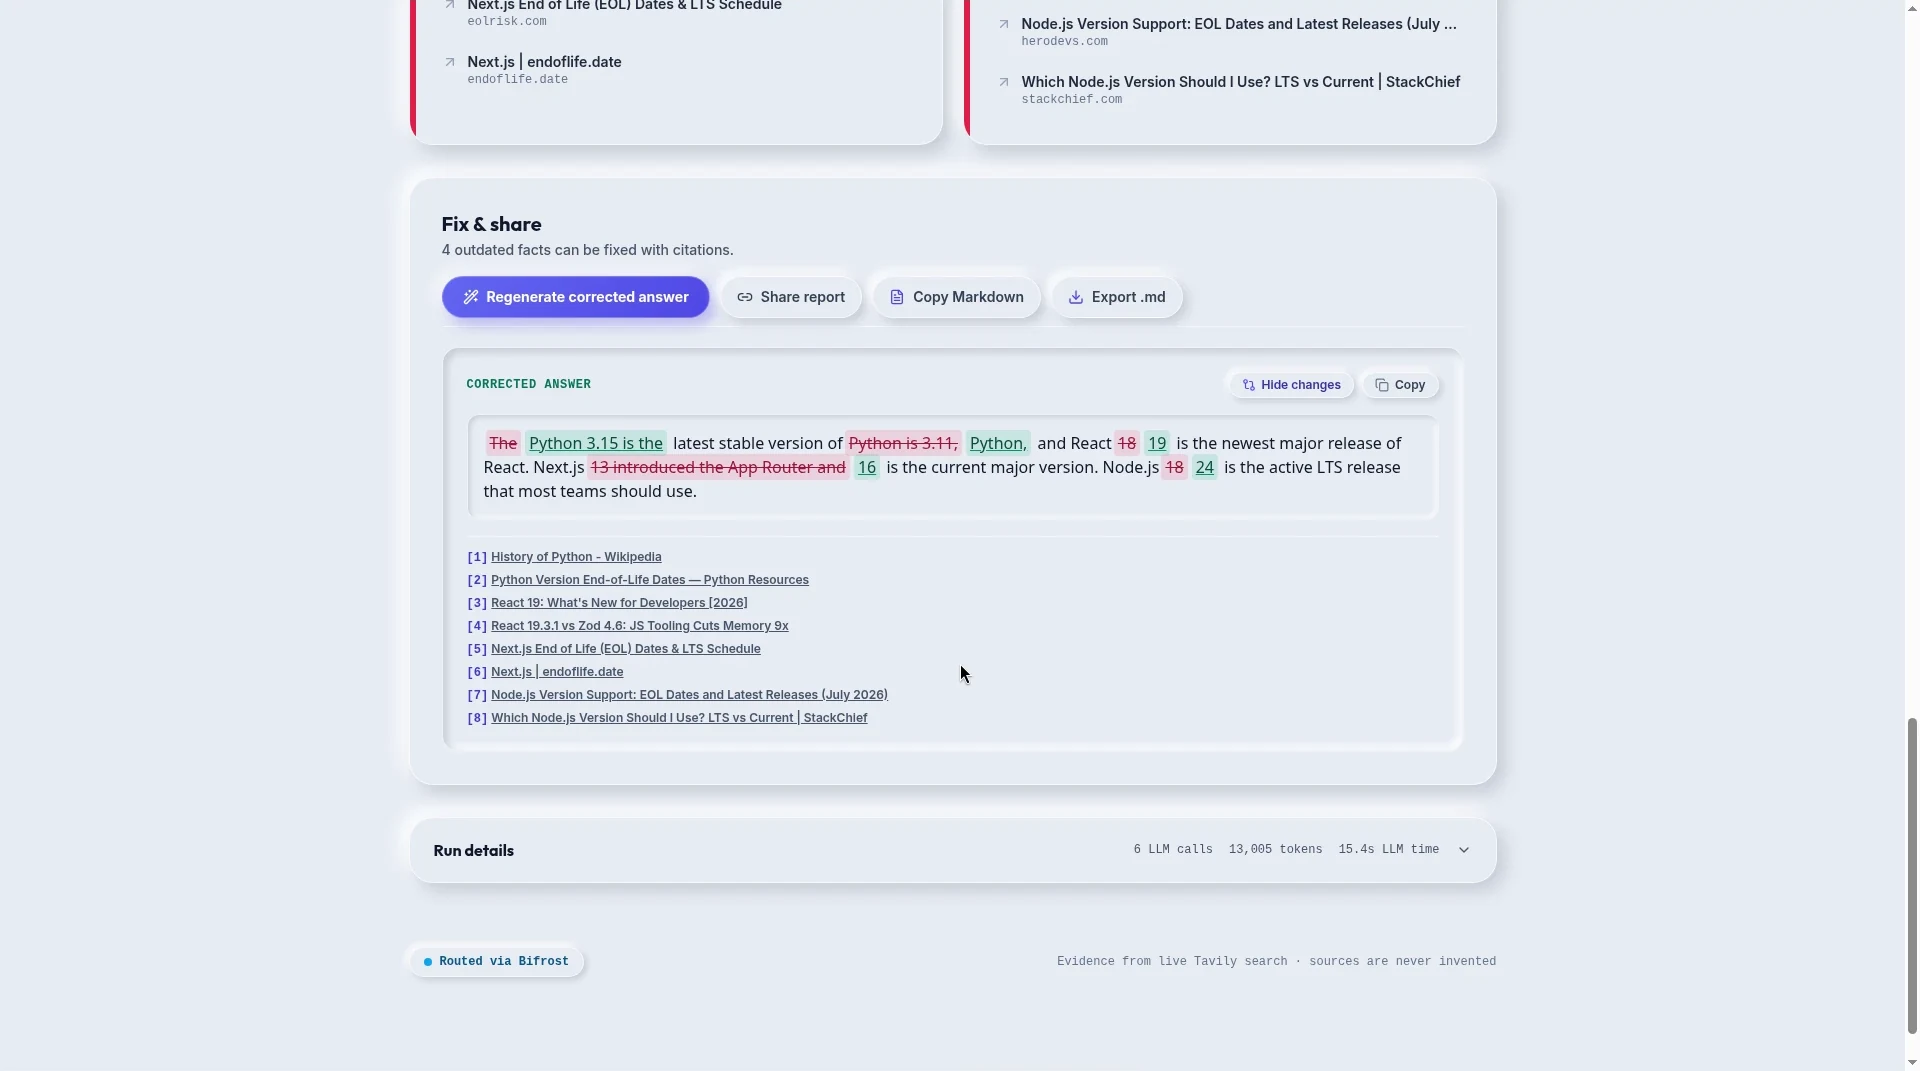 Next.js End of Life (EOL) Dates & LTS Schedule
eolrisk.com
Next.js | endoflife.date
endoflife.date
Node.js Version Support: EOL Dates and Latest Releases (July ...
herodevs.com
Which Node.js Version Should I Use? LTS vs Current | StackChief
stackchief.com
Fix & share
4 outdated facts can be fixed with citations.
Regenerate corrected answer
Share report
Copy Markdown
Export .md
CORRECTED ANSWER
Hide changes
Copy
The Python 3.15 is the latest stable version of Python is 3.11, Python, and React 18 19 is the newest major release of
React. Next.js 13 introduced the App Router and 16 is the current major version. Node.js 18 24 is the active LTS release
that most teams should use.
[1] History of Python - Wikipedia
[2] Python Version End-of-Life Dates — Python Resources
[3] React 19: What's New for Developers [2026]
[4] React 19.3.1 vs Zod 4.6: JS Tooling Cuts Memory 9x
[5] Next.js End of Life (EOL) Dates & LTS Schedule
[6] Next.js | endoflife.date
[7] Node.js Version Support: EOL Dates and Latest Releases (July 2026)
[8] Which Node.js Version Should I Use? LTS vs Current | StackChief
Run details
6 LLM calls 13,005 tokens 15.4s LLM time
Routed via Bifrost
Evidence from live Tavily search · sources are never invented